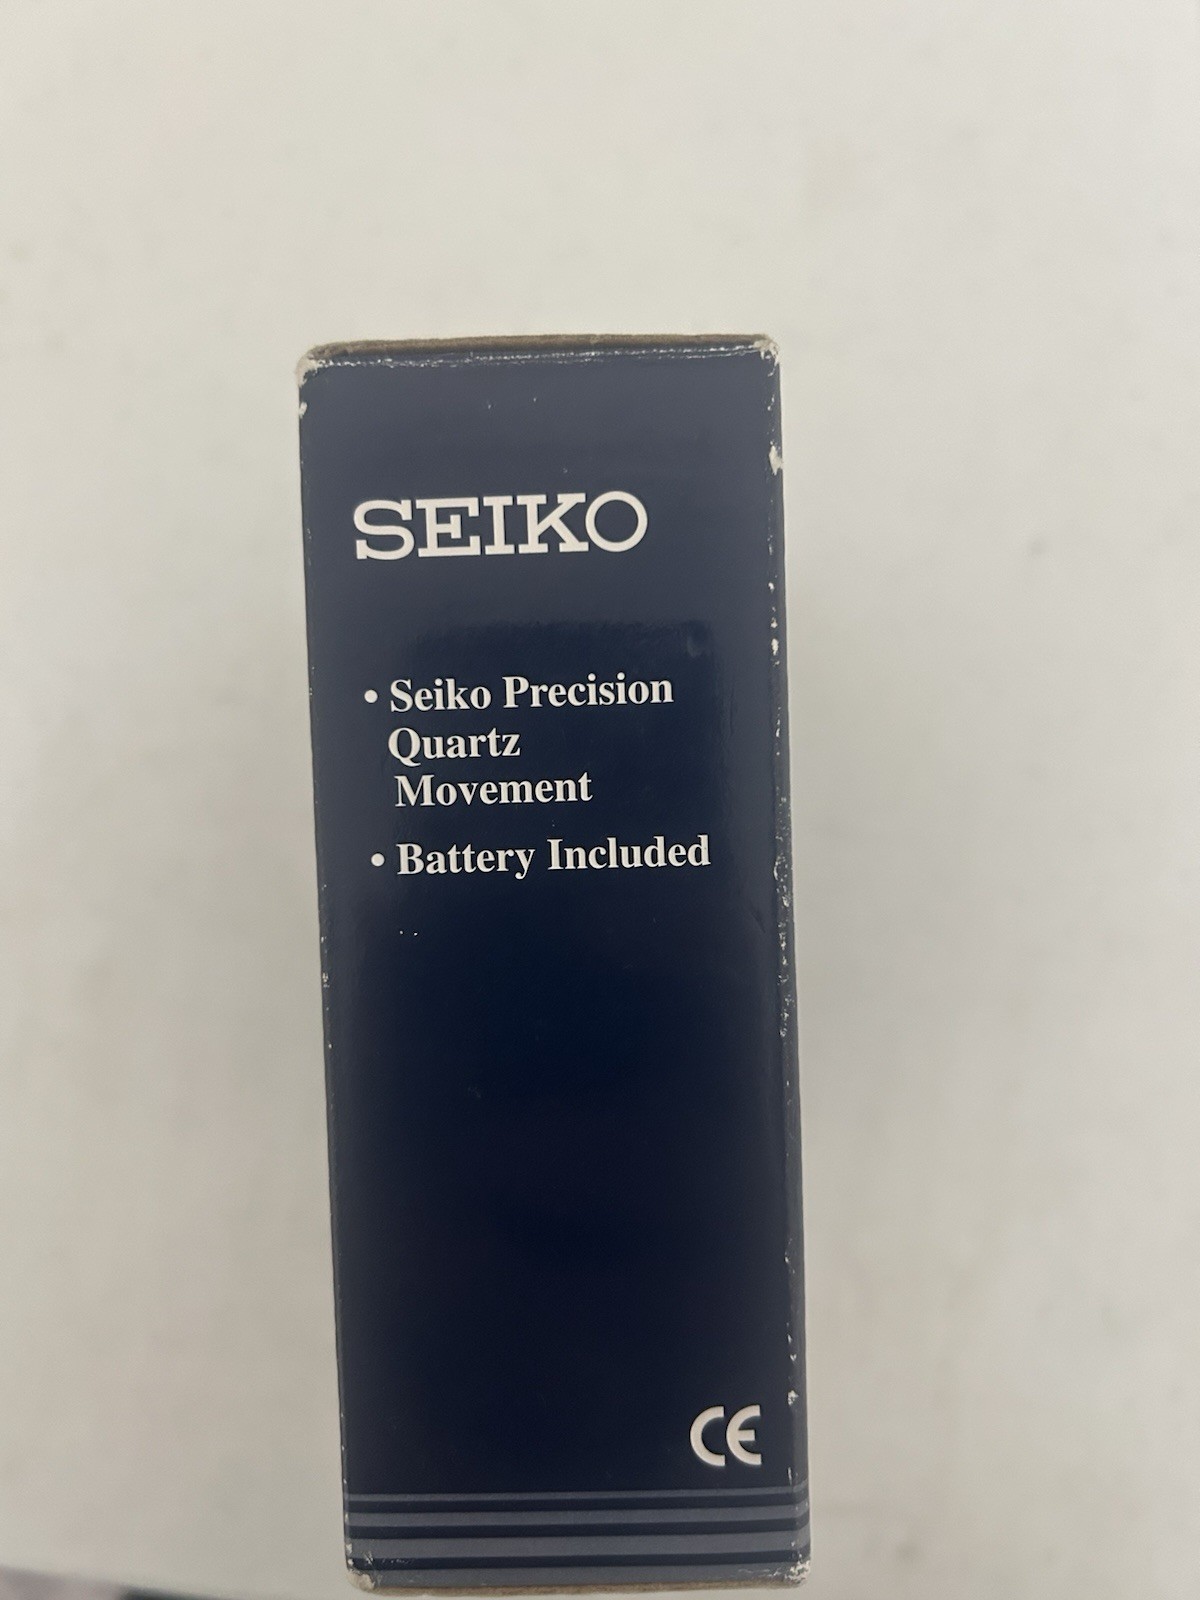 SEIKO
• Seiko Precision
Quartz
Movement
• Battery Included
CE